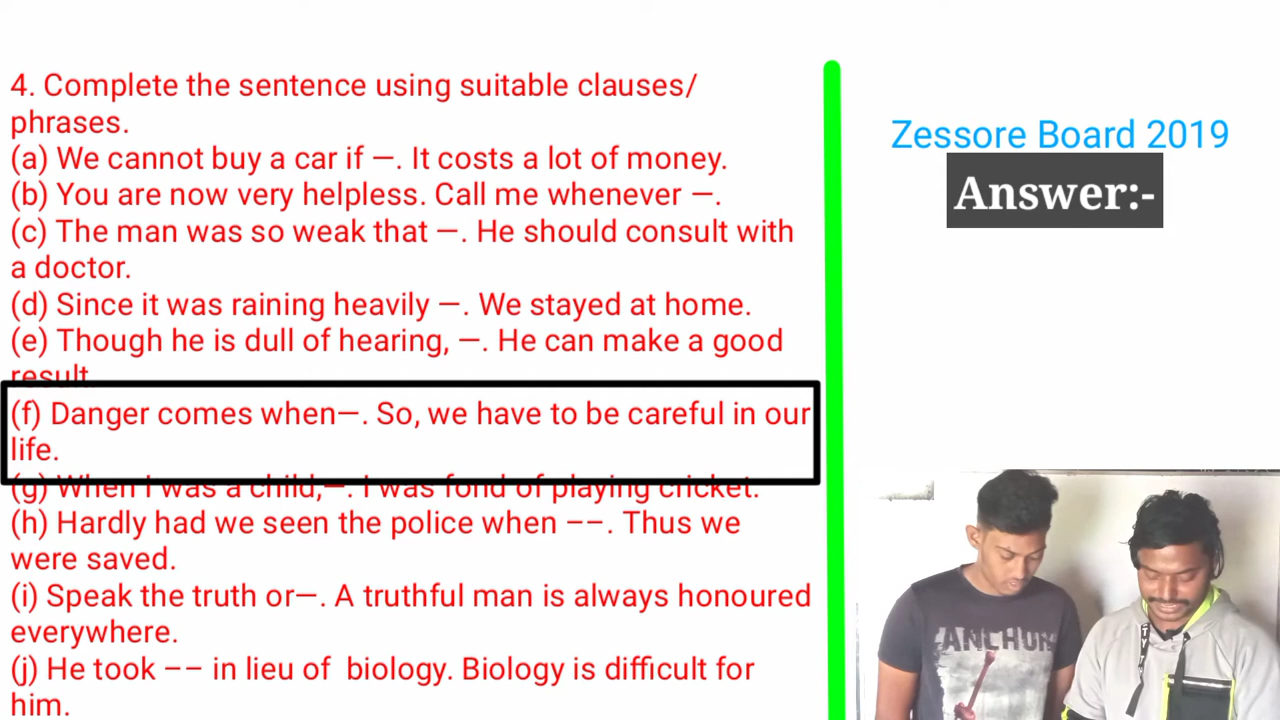 4. Complete the sentence using suitable clauses/
phrases.
(a) We cannot buy a car if —. It costs a lot of money.
(b) You are now very helpless. Call me whenever —.
(c) The man was so weak that —. He should consult with
a doctor.
(d) Since it was raining heavily —. We stayed at home.
(e) Though he is dull of hearing, —. He can make a good
result.
(f) Danger comes when—. So, we have to be careful in our
life.
(g) When I was a child,—. I was fond of playing cricket.
(h) Hardly had we seen the police when ––. Thus we
were saved.
(i) Speak the truth or—. A truthful man is always honoured
everywhere.
(j) He took –– in lieu of biology. Biology is difficult for
him.
Zessore Board 2019
Answer:-
ANCHOR